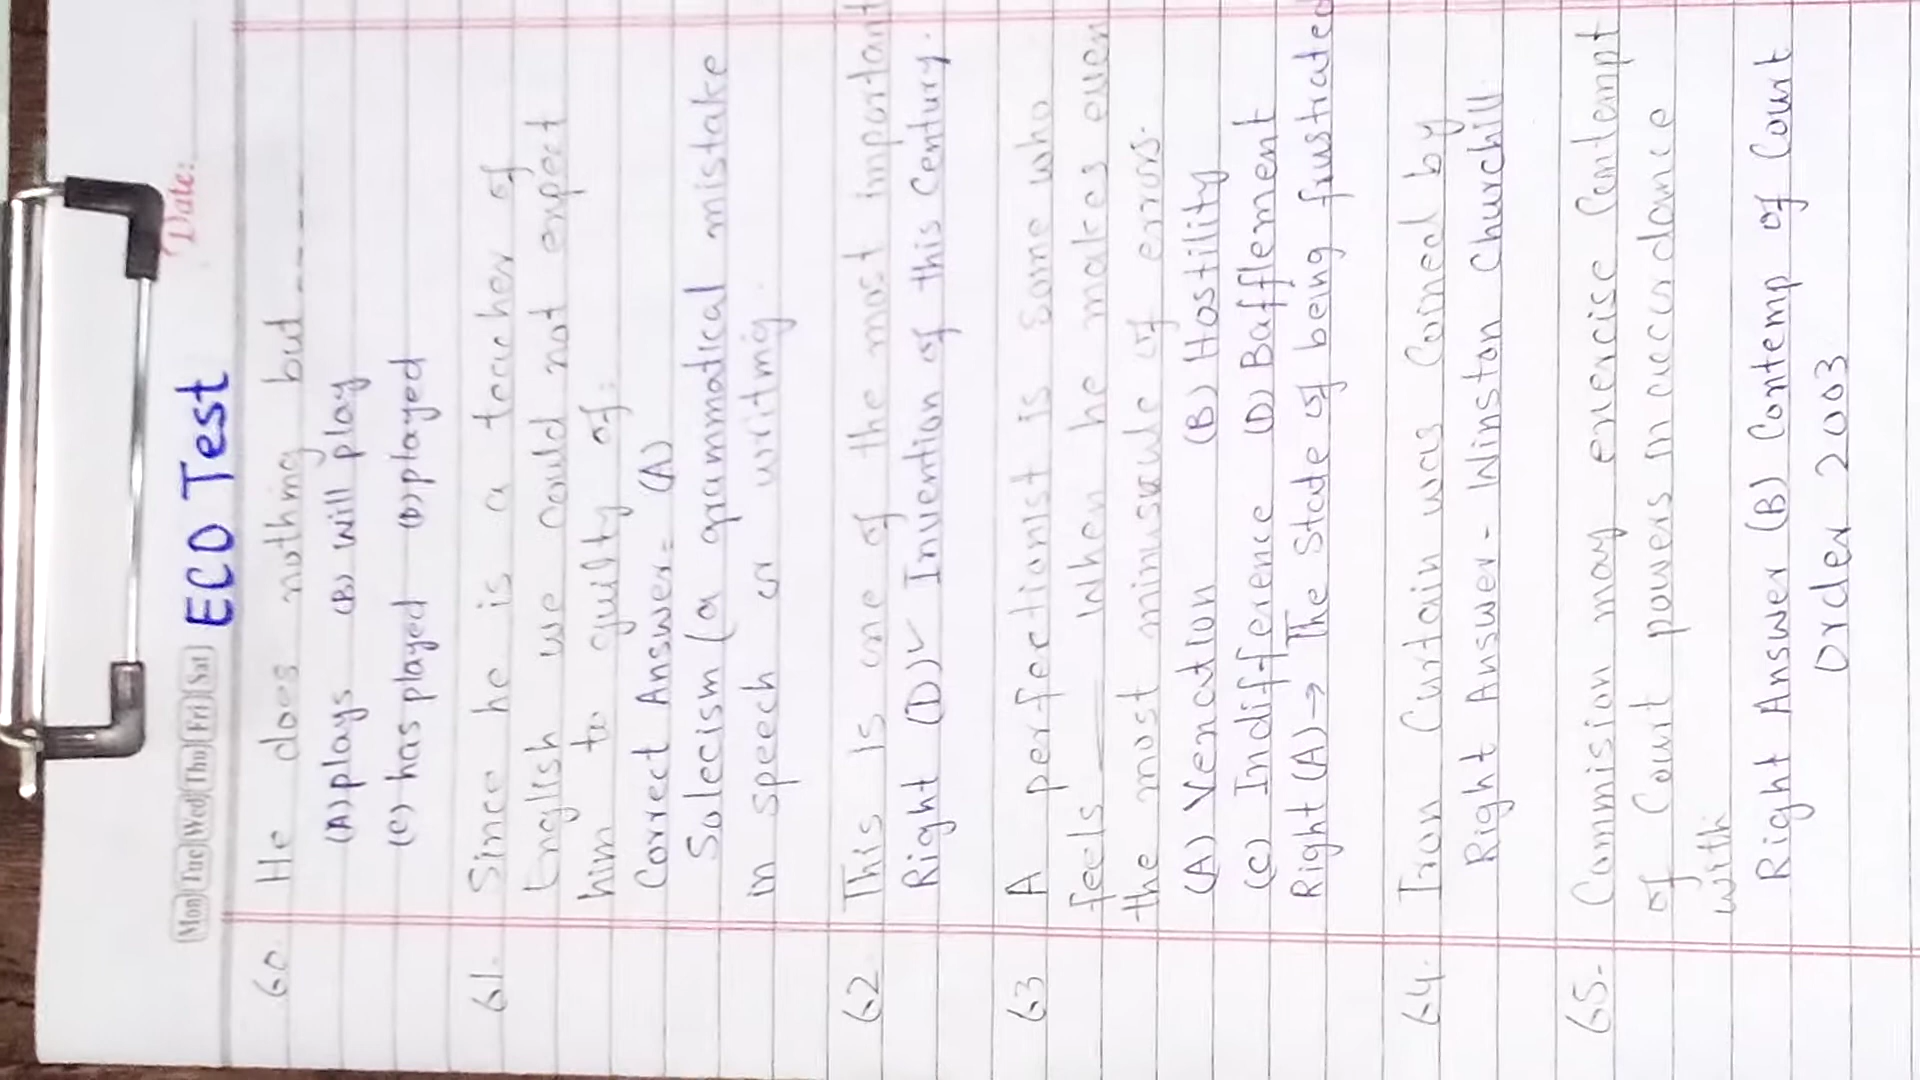 Mon Tue Wed Thu Fri Sat
Date:
ECO Test
60. He does nothing but -----
(A) plays (B) will play
(C) has played (D) played
61. Since he is a teacher of
English we could not expect
him to guilty of:
Correct Answer= (A)
Solecism (a grammatical mistake
in speech or writing.
62. This is one of the most important
Right (D)✓ Invention of this Century.
63 A perfectionist is some who
feels ____ when he makes even
the most minuscule of errors.
(A) Vexation (B) Hostility
(C) Indifference (D) Bafflement
Right (A)→ The State of being frustrated
64. Iron Curtain was Coined by
Right Answer - Winston Churchill
65. Commision may exercise Contempt
of Court powers in accordance
with
Right Answer (B) Contemp of Court
Order 2003